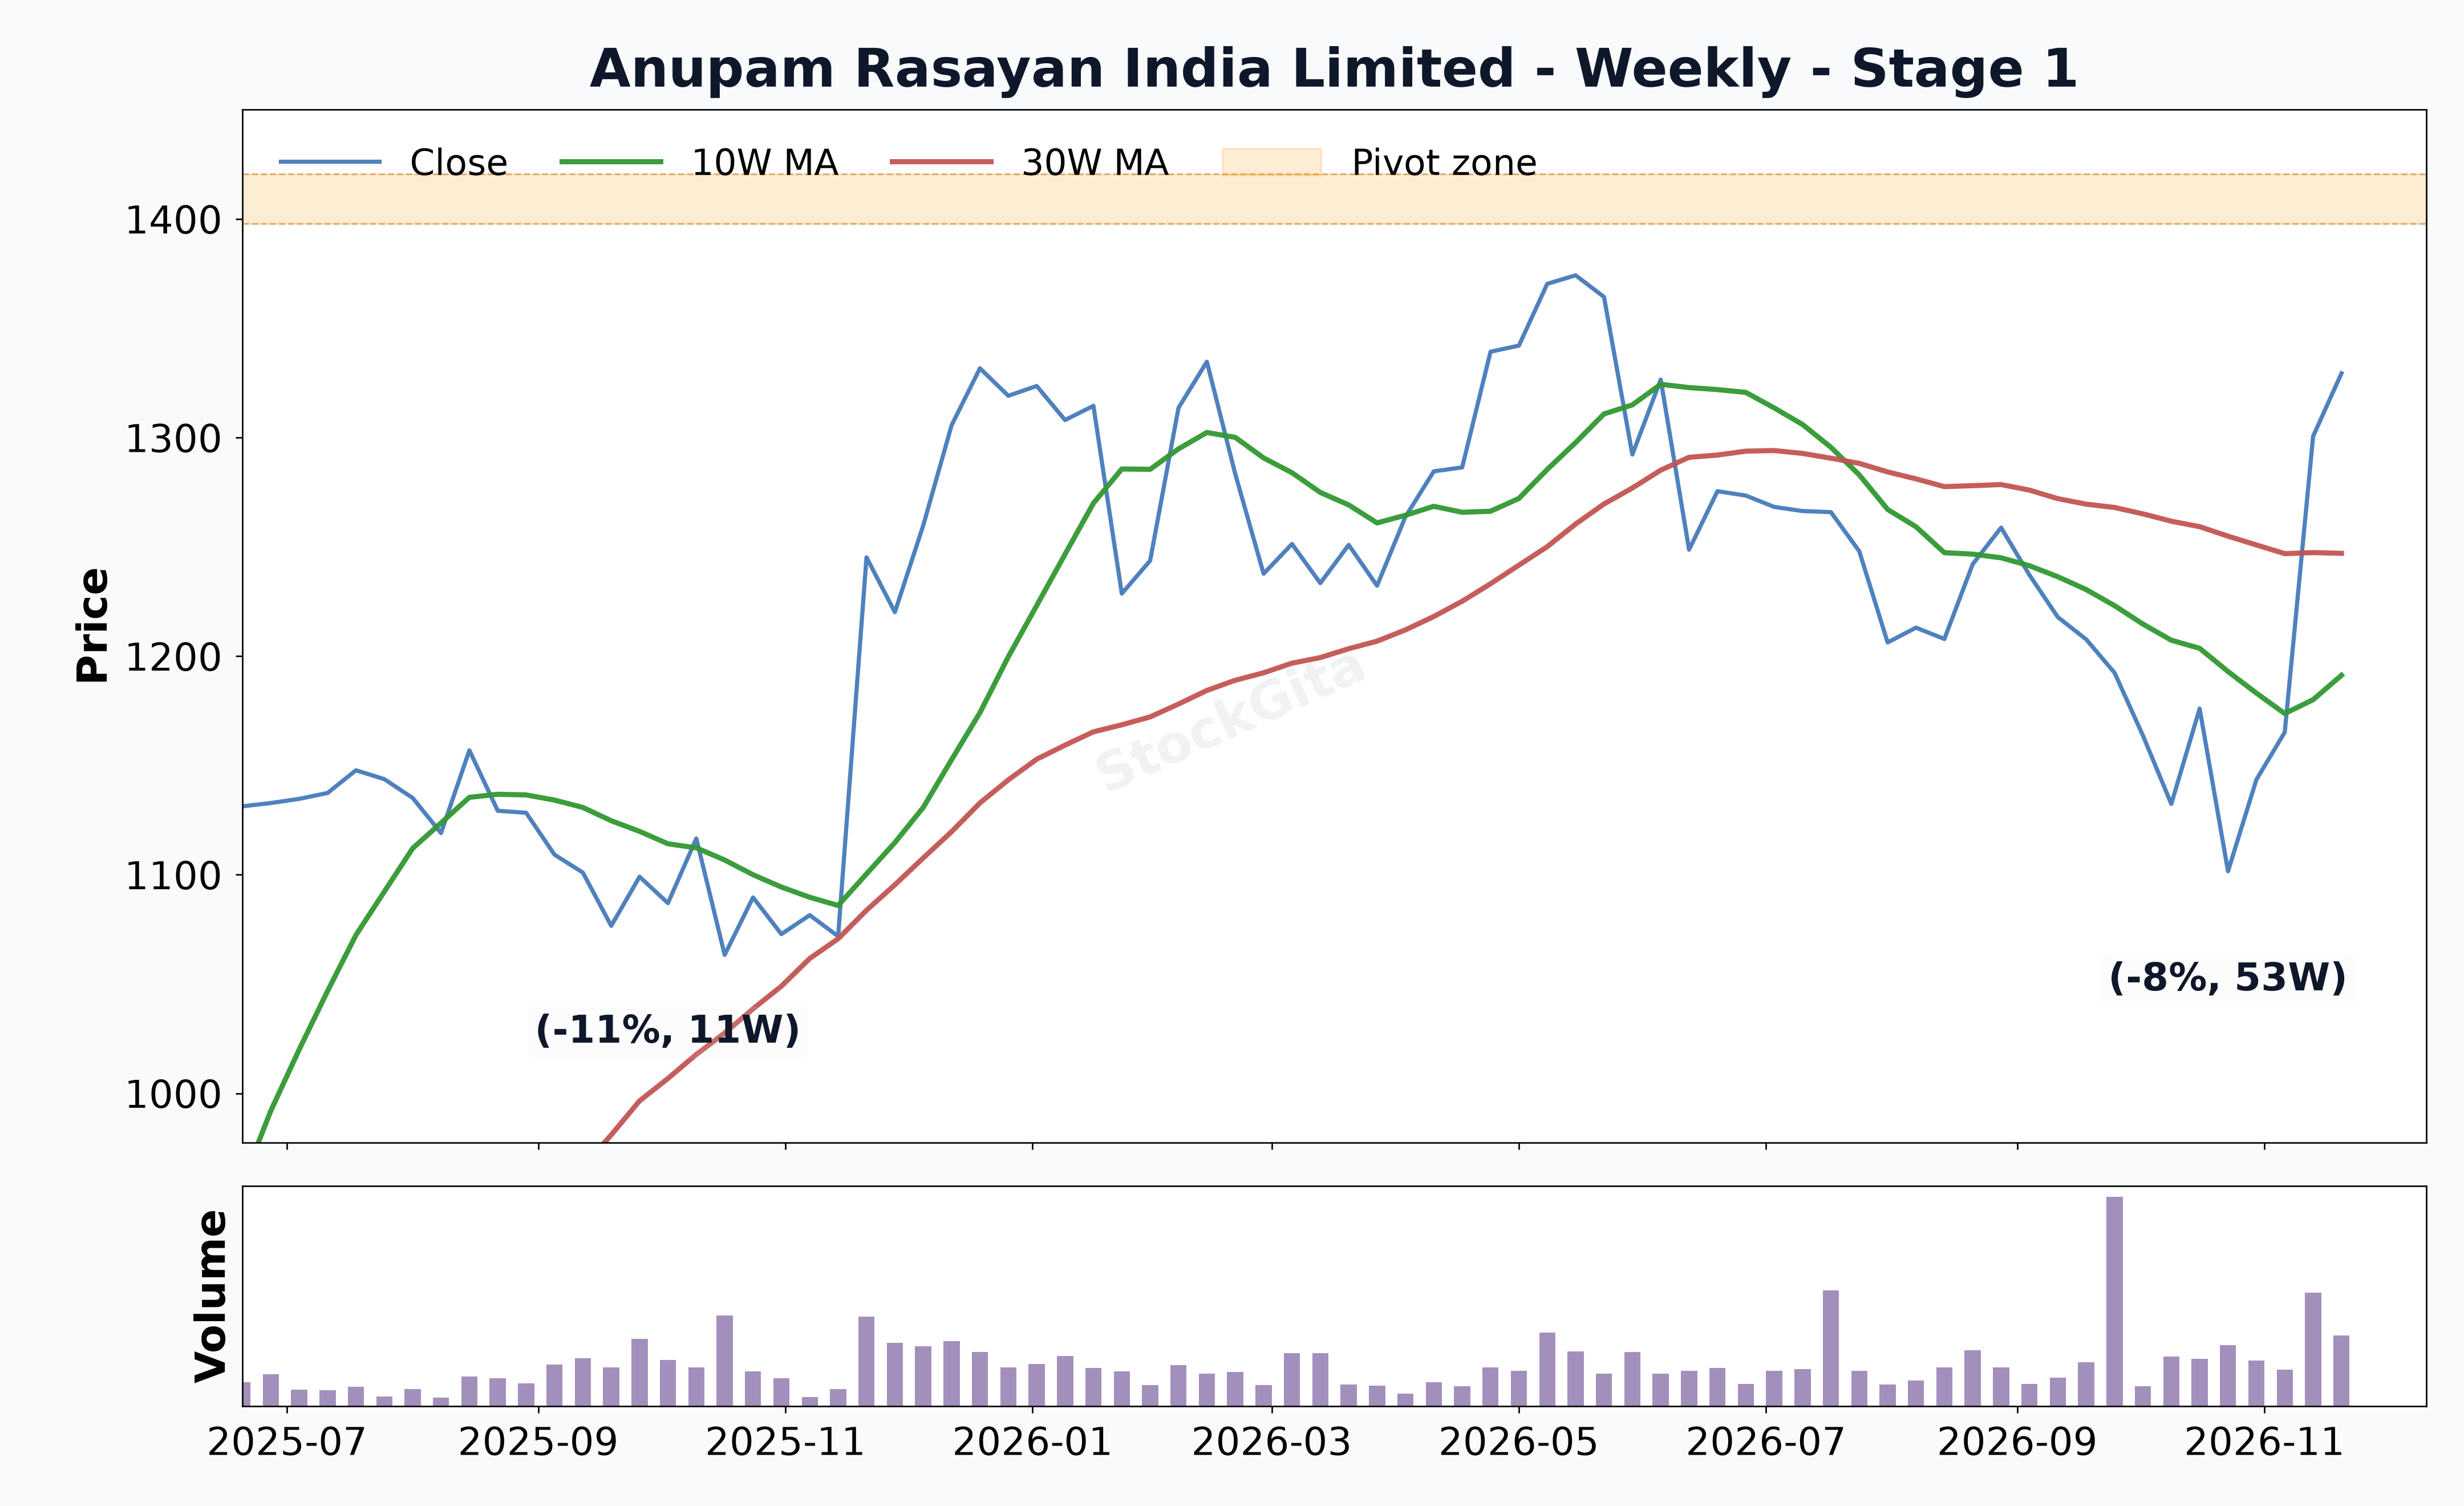 Anupam Rasayan India Limited - Weekly - Stage 1
Close 10W MA 30W MA Pivot zone
1400
1300
1200
1100
1000
Price
StockGita
(-11%, 11W)
(-8%, 53W)
Volume
2025-07 2025-09 2025-11 2026-01 2026-03 2026-05 2026-07 2026-09 2026-11